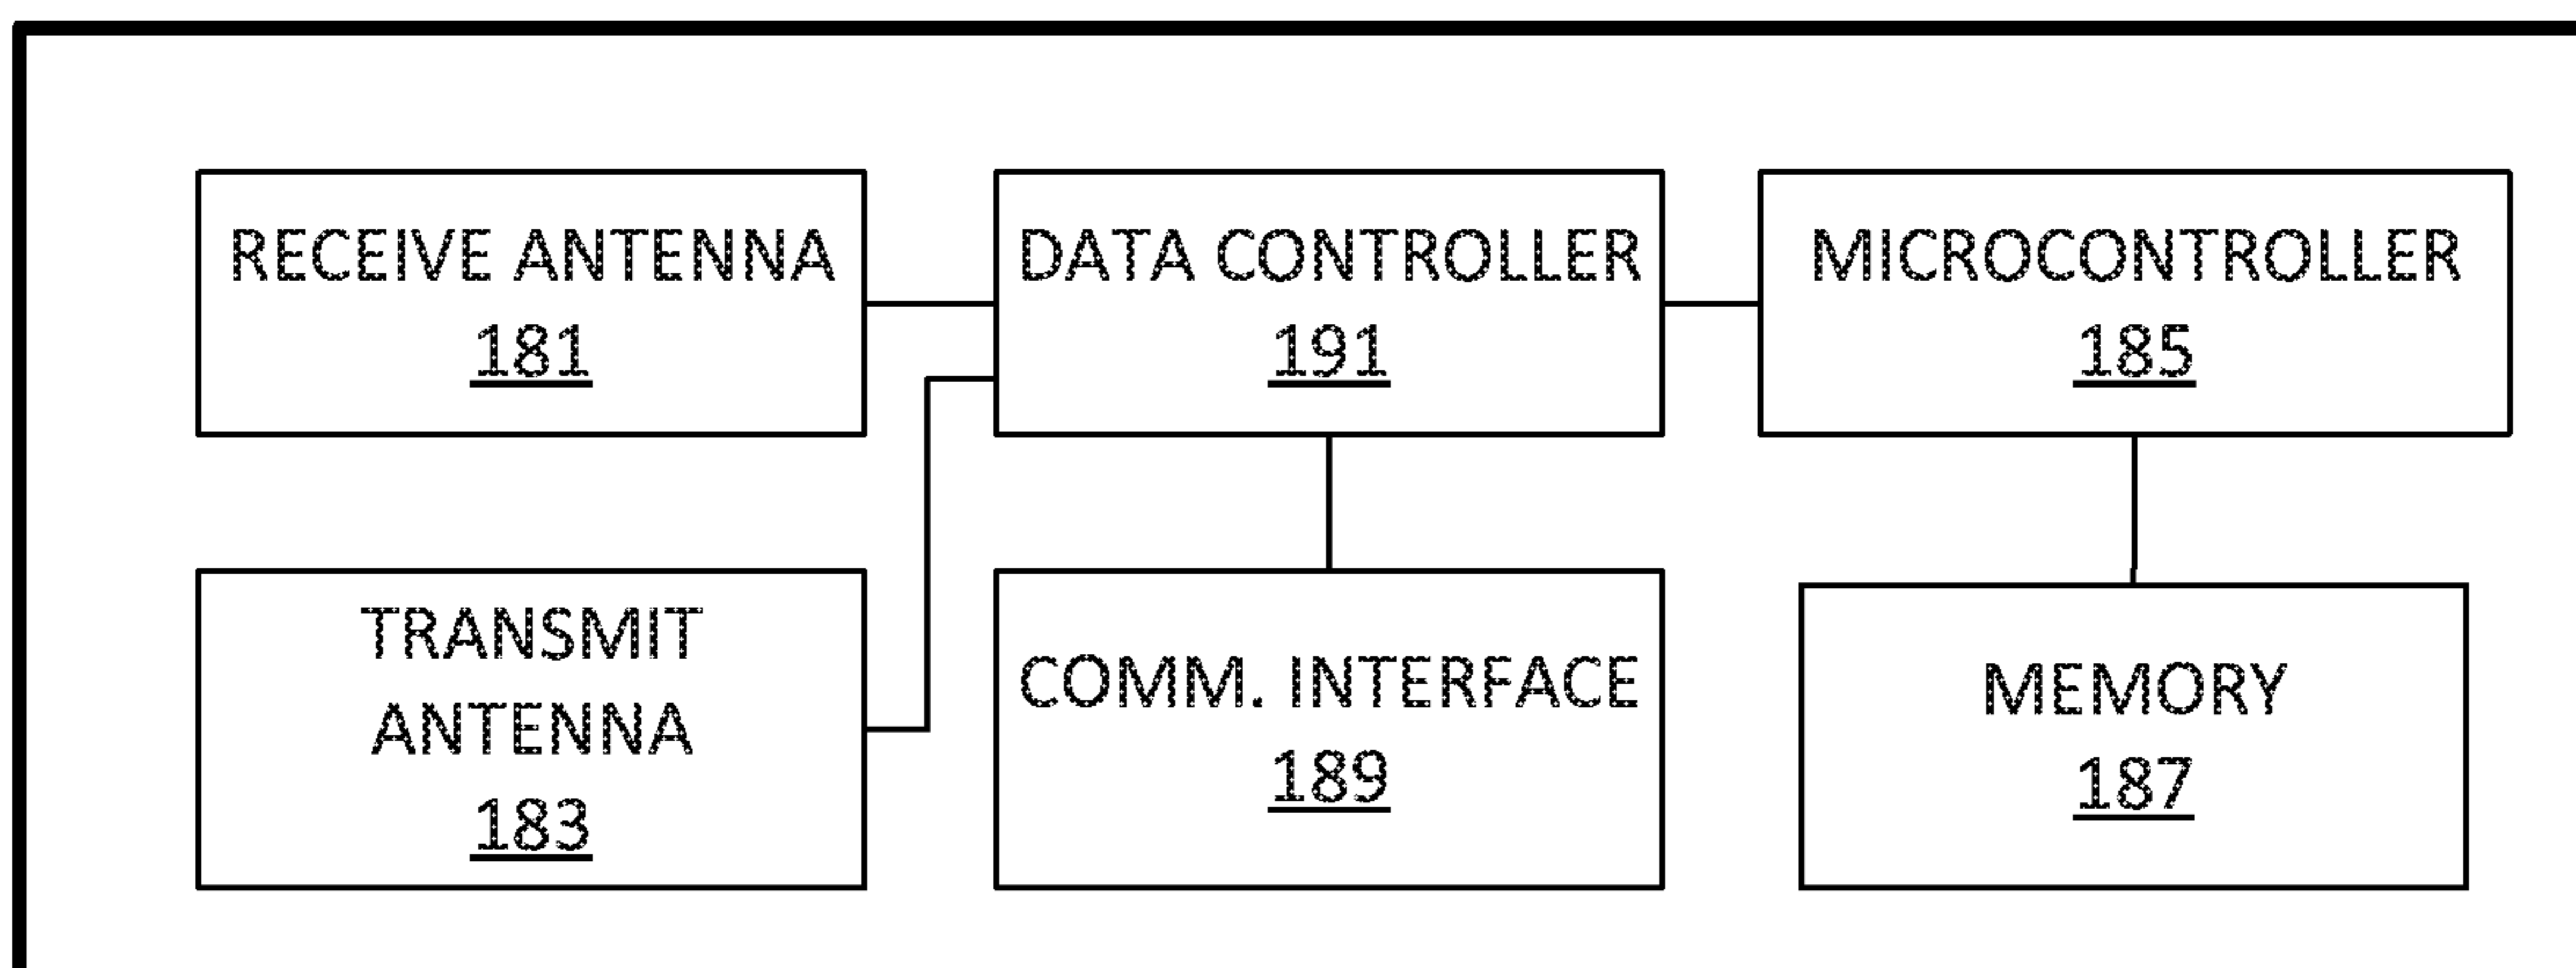 RECEIVE ANTENNA
181
DATA CONTROLLER
191
MICROCONTROLLER
185
TRANSMIT
ANTENNA
183
COMM. INTERFACE
189
MEMORY
187